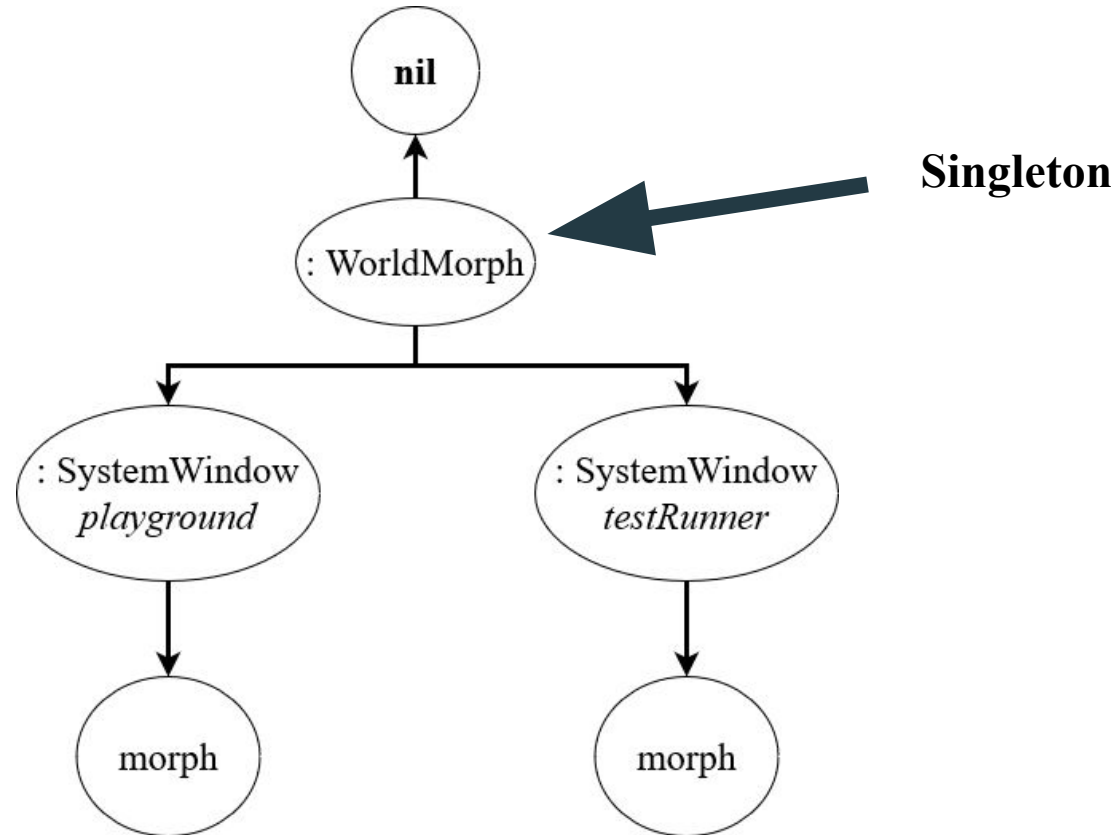 nil
Singleton
: WorldMorph
: SystemWindow
playground
: SystemWindow
testRunner
morph
morph